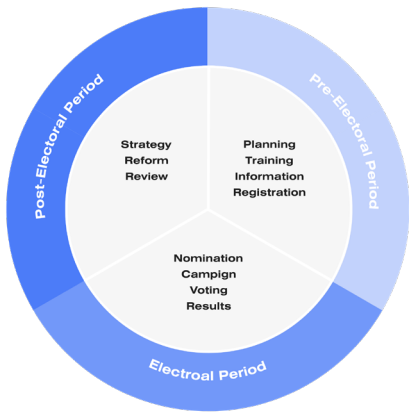 Post-Electoral Period
Pre-Electoral Period
Strategy
Reform
Review
Planning
Training
Information
Registration
Nomination
Campign
Voting
Results
Electroal Period